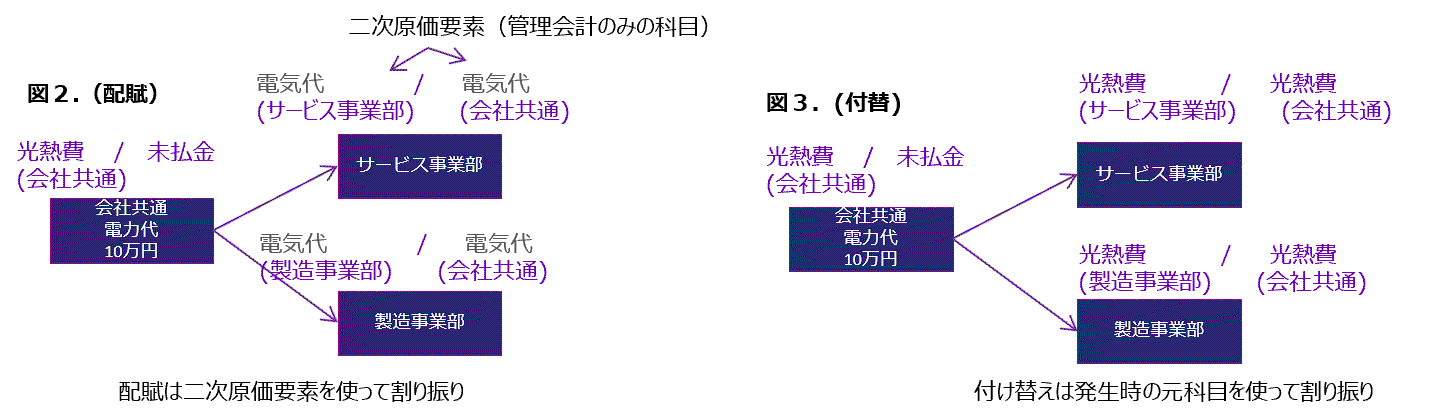 二次原価要素（管理会計のみの科目）
図２．（配賦）
電気代 / 電気代
(サービス事業部) (会社共通)
光熱費 / 未払金
(会社共通)
サービス事業部
会社共通
電力代
10万円
電気代 / 電気代
(製造事業部) (会社共通)
製造事業部
配賦は二次原価要素を使って割り振り
図３．(付替)
光熱費 / 光熱費
(サービス事業部) (会社共通)
光熱費 / 未払金
(会社共通)
サービス事業部
会社共通
電力代
10万円
光熱費 / 光熱費
(製造事業部) (会社共通)
製造事業部
付け替えは発生時の元科目を使って割り振り